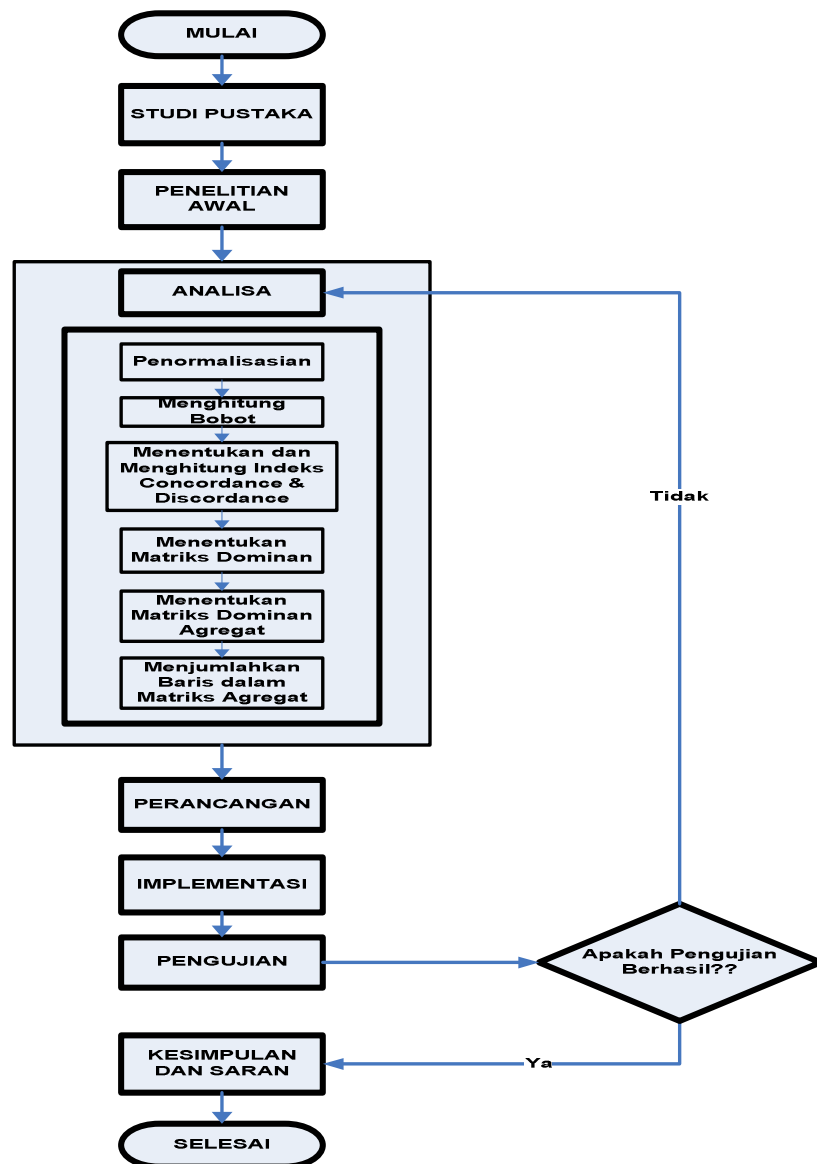 MULAI
STUDI PUSTAKA
PENELITIAN
AWAL
ANALISA
Penormalisasian
Menghitung
Bobot
Menentukan dan
Menghitung Indeks
Concordance &
Discordance
Menentukan
Matriks Dominan
Menentukan
Matriks Dominan
Agregat
Menjumlahkan
Baris dalam
Matriks Agregat
Tidak
PERANCANGAN
IMPLEMENTASI
PENGUJIAN
Apakah Pengujian
Berhasil??
Ya
KESIMPULAN
DAN SARAN
SELESAI